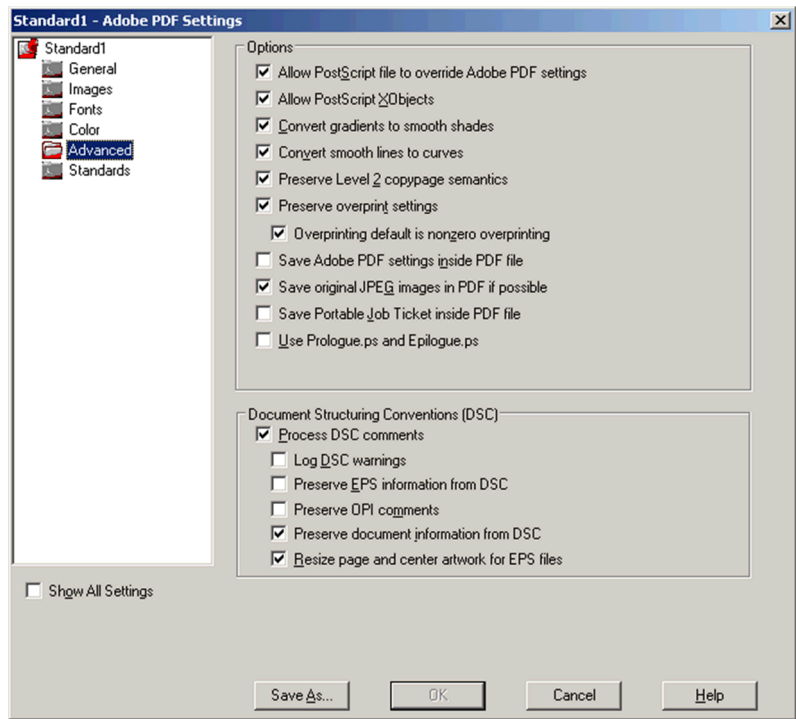 Standard1 - Adobe PDF Settings
Standard1
General
Images
Fonts
Color
Advanced
Standards
Show All Settings
Options
Allow PostScript file to override Adobe PDF settings
Allow PostScript XObjects
Convert gradients to smooth shades
Convert smooth lines to curves
Preserve Level 2 copypage semantics
Preserve overprint settings
Overprinting default is nonzero overprinting
Save Adobe PDF settings inside PDF file
Save original JPEG images in PDF if possible
Save Portable Job Ticket inside PDF file
Use Prologue.ps and Epilogue.ps
Document Structuring Conventions (DSC)
Process DSC comments
Log DSC warnings
Preserve EPS information from DSC
Preserve OPI comments
Preserve document information from DSC
Resize page and center artwork for EPS files
Save As...
OK
Cancel
Help